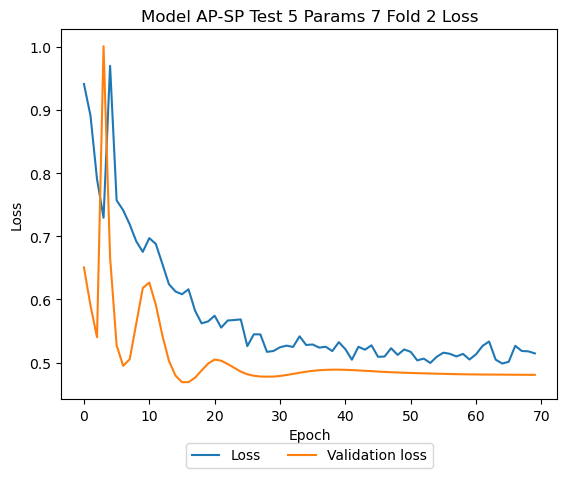 Model AP-SP Test 5 Params 7 Fold 2 Loss
1.0
0.9
0.8
0.7
0.6
0.5
Loss
0 10 20 30 40 50 60 70
Epoch
Loss Validation loss